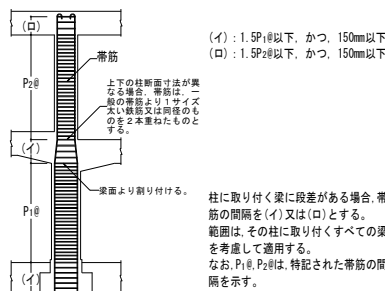 (ロ)
帯筋
P₂@
上下の柱断面寸法が異
なる場合、帯筋は、一
般の帯筋より1サイズ
太い鉄筋又は同径のも
のを2本重ねたものと
する。
(イ)
梁面より割り付ける。
P₁@
(イ)
(イ):1.5P₁@以下、かつ、150mm以下
(ロ):1.5P₂@以下、かつ、150mm以下
柱に取り付く梁に段差がある場合、帯
筋の間隔を(イ)又は(ロ)とする。
範囲は、その柱に取り付くすべての梁
を考慮して適用する。
なお、P₁@、P₂@は、特記された帯筋の間
隔を示す。